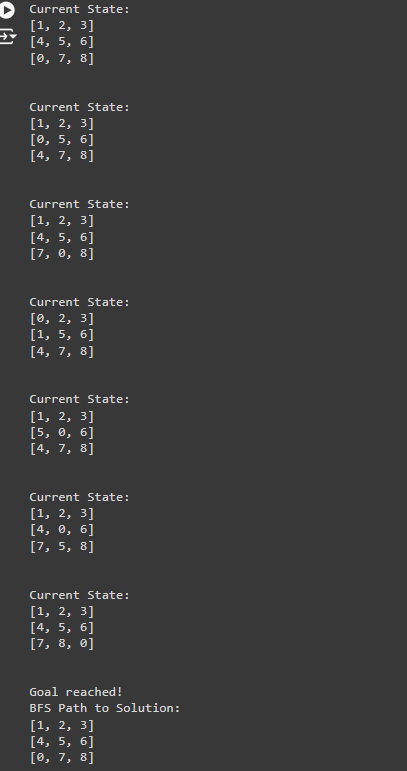 Current State:
[1, 2, 3]
[4, 5, 6]
[0, 7, 8]
Current State:
[1, 2, 3]
[0, 5, 6]
[4, 7, 8]
Current State:
[1, 2, 3]
[4, 5, 6]
[7, 0, 8]
Current State:
[0, 2, 3]
[1, 5, 6]
[4, 7, 8]
Current State:
[1, 2, 3]
[5, 0, 6]
[4, 7, 8]
Current State:
[1, 2, 3]
[4, 0, 6]
[7, 5, 8]
Current State:
[1, 2, 3]
[4, 5, 6]
[7, 8, 0]
Goal reached!
BFS Path to Solution:
[1, 2, 3]
[4, 5, 6]
[0, 7, 8]